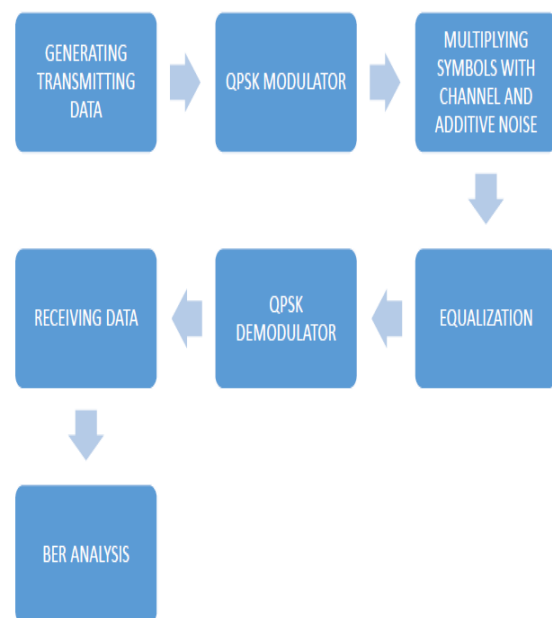 GENERATING
TRANSMITTING
DATA
QPSK MODULATOR
MULTIPLYING
SYMBOLS WITH
CHANNEL AND
ADDITIVE NOISE
EQUALIZATION
QPSK
DEMODULATOR
RECEIVING DATA
BER ANALYSIS